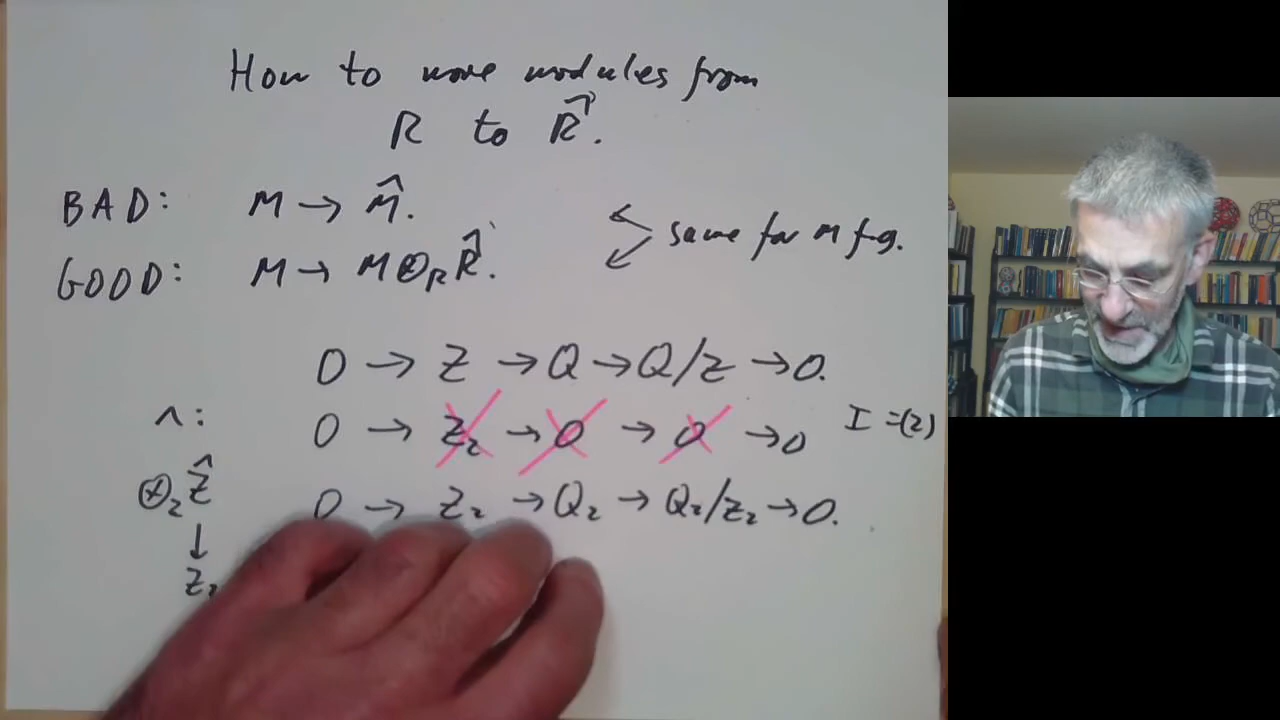 How to move modules from
R to R̂.
BAD: M → M̂.
GOOD: M → M⊗_R R̂.
← same for M f.g.
0 → Z → Q → Q/Z → 0.
^: 0 → Z₂ → 0 → 0 → 0 I = (2)
⊗_Z Ẑ 0 → Z₂ → Q₂ → Q₂/Z₂ → 0.
↓
Z₂